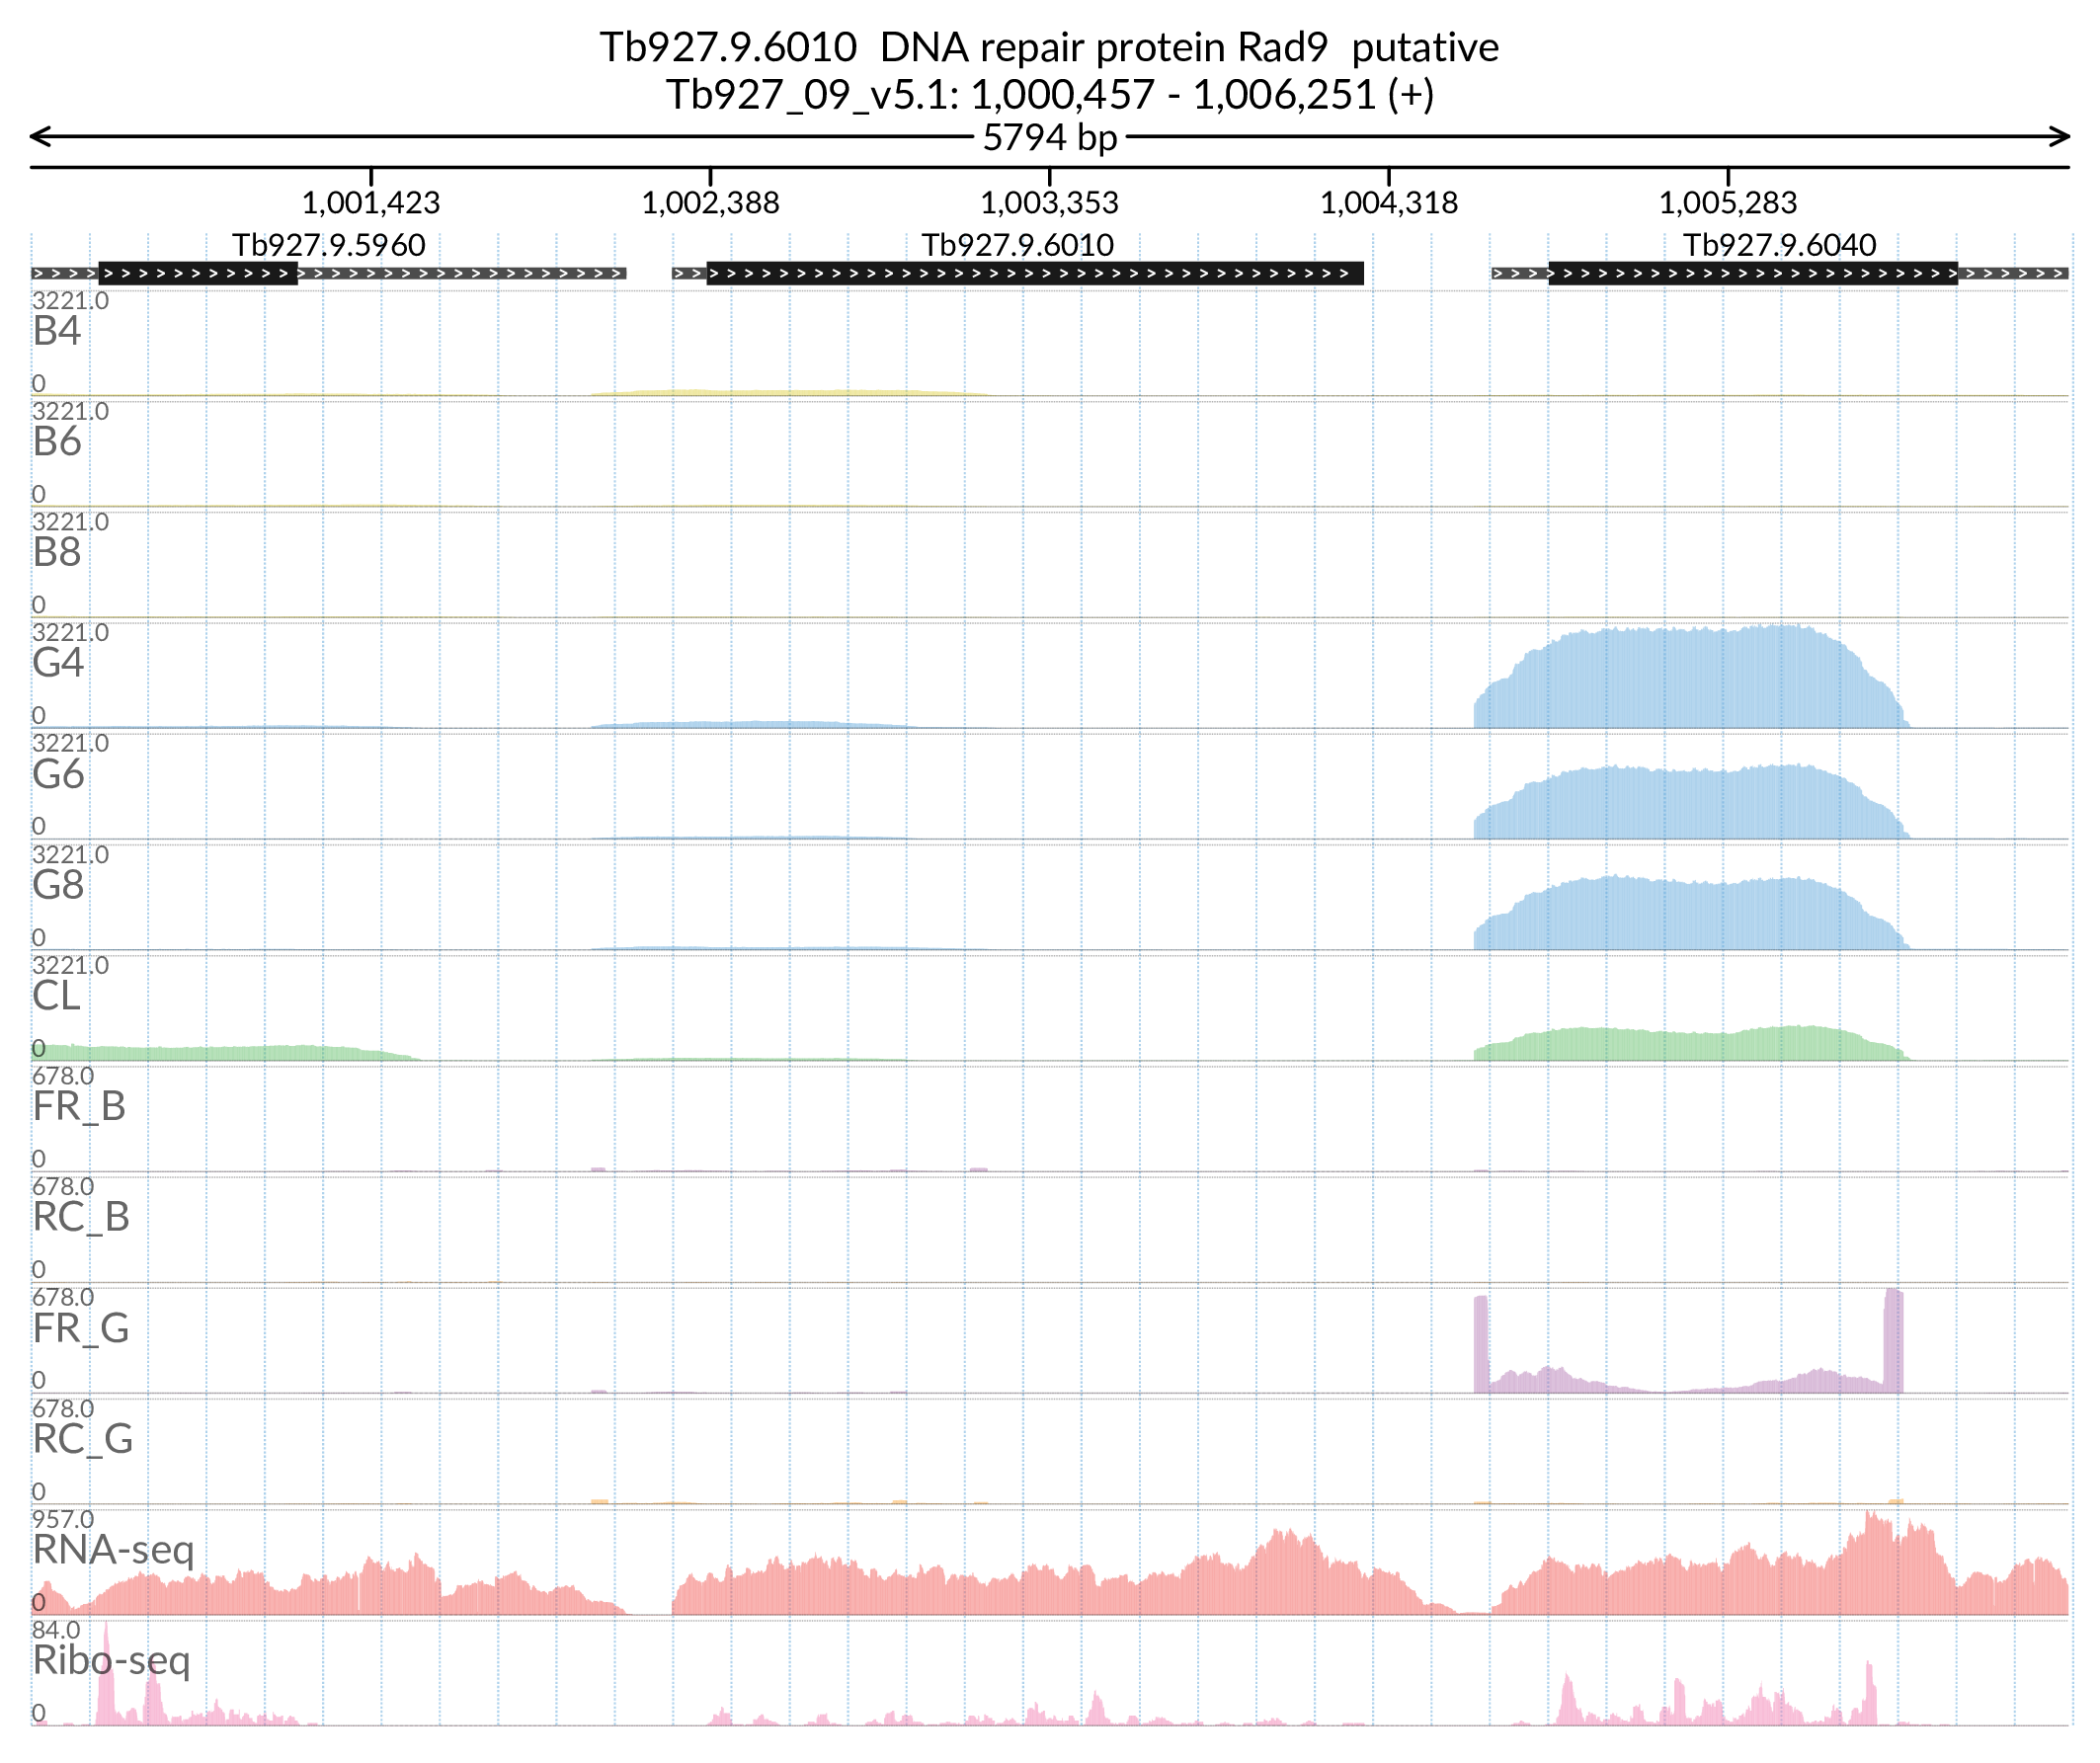 Tb927.9.6010 DNA repair protein Rad9 putative
Tb927_09_v5.1: 1,000,457 - 1,006,251 (+)
5794 bp
1,001,423 1,002,388 1,003,353 1,004,318 1,005,283
Tb927.9.5960 Tb927.9.6010 Tb927.9.6040
3221.0
B4
0
3221.0
B6
0
3221.0
B8
0
3221.0
G4
0
3221.0
G6
0
3221.0
G8
0
3221.0
CL
0
678.0
FR_B
0
678.0
RC_B
0
678.0
FR_G
0
678.0
RC_G
0
957.0
RNA-seq
0
84.0
Ribo-seq
0